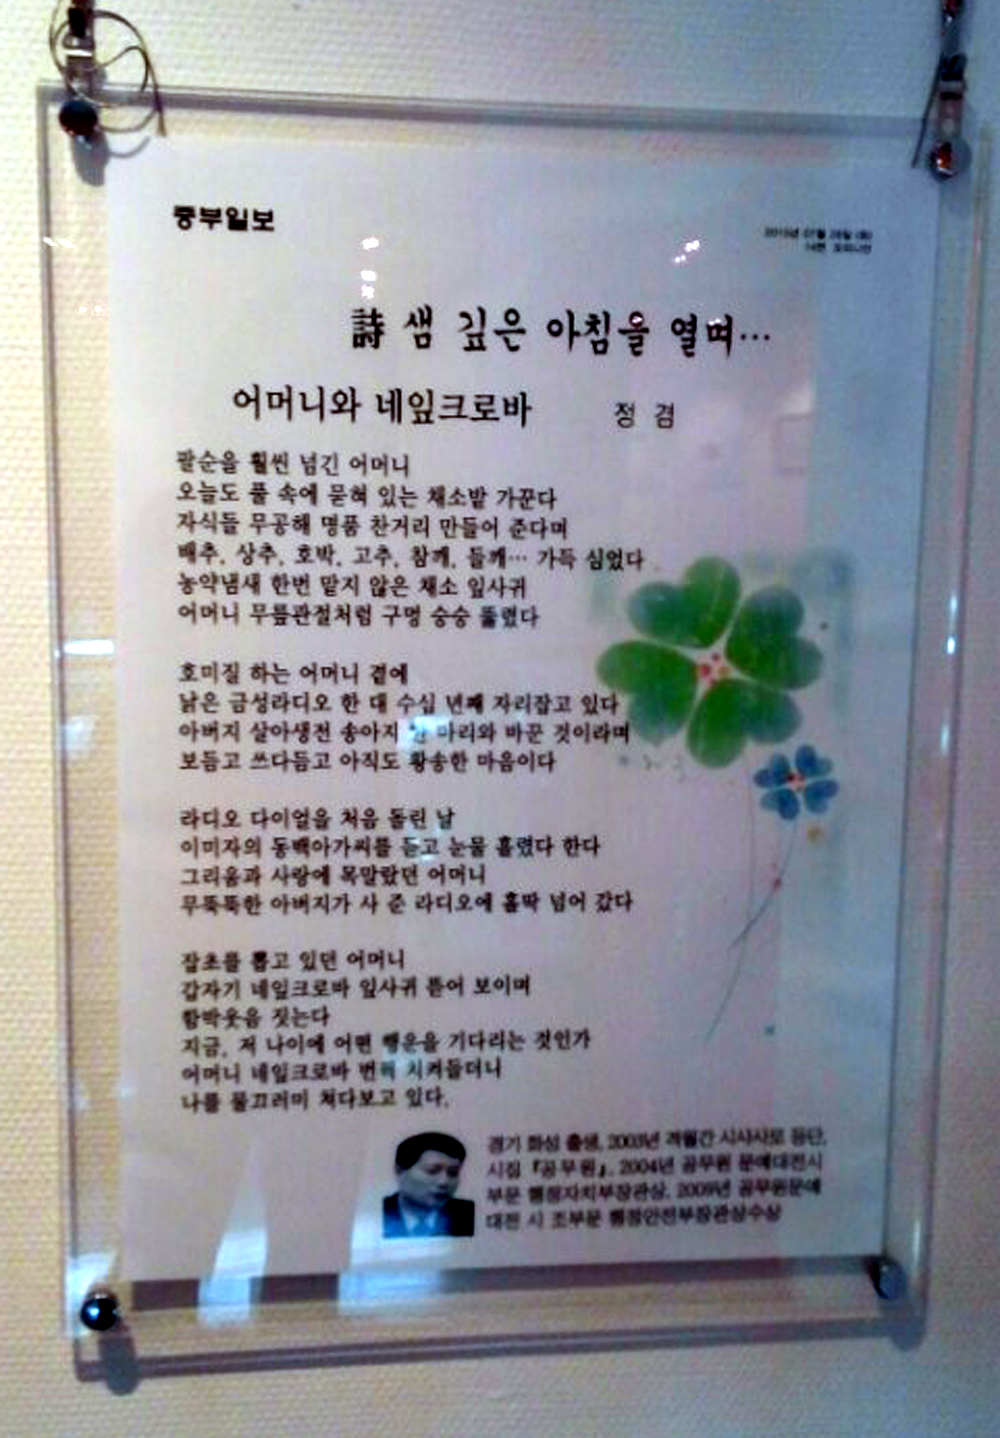 중부일보
詩 샘 깊은 아침을 열며…
어머니와 네잎크로바 정 겸
팔순을 훨씬 넘긴 어머니
오늘도 풀 속에 묻혀 있는 채소밭 가꾼다
자식들 무공해 명품 찬거리 만들어 준다며
배추, 상추, 호박, 고추, 참깨, 들깨… 가득 심었다
농약냄새 한번 맡지 않은 채소 잎사귀
어머니 무릎관절처럼 구멍 숭숭 뚫렸다
호미질 하는 어머니 곁에
낡은 금성라디오 한 대 수십 년째 자리잡고 있다
아버지 살아생전 송아지 마리와 바꾼 것이라며
보듬고 쓰다듬고 아직도 황송한 마음이다
라디오 다이얼을 처음 돌린 날
이미자의 동백아가씨를 듣고 눈물 흘렸다 한다
그리움과 사랑에 목말랐던 어머니
무뚝뚝한 아버지가 사 준 라디오에 홀딱 넘어 갔다
잡초를 뽑고 있던 어머니
갑자기 네잎크로바 잎사귀 뜯어 보이며
함박웃음 짓는다
지금, 저 나이에 어떤 행운을 기다리는 것인가
어머니 네잎크로바 번쩍 치켜들더니
나를 물끄러미 쳐다보고 있다.
경기 화성 출생, 2003년 격월간 시사사로 등단,
시집 『공무원』, 2004년 공무원 문예대전시
부문 행정자치부장관상, 2009년 공무원문예
대전 시 조부문 행정안전부장관상수상